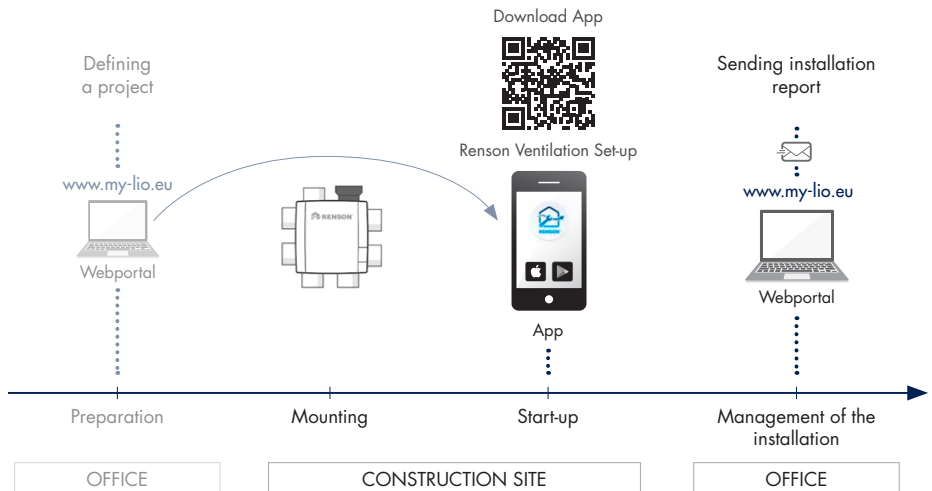 Download App
Defining
a project
Sending installation
report
Renson Ventilation Set-up
www.my-lio.eu
www.my-lio.eu
RENSON
RENSON
Webportal
Webportal
App
Preparation
Mounting
Start-up
Management of the
installation
OFFICE
CONSTRUCTION SITE
OFFICE